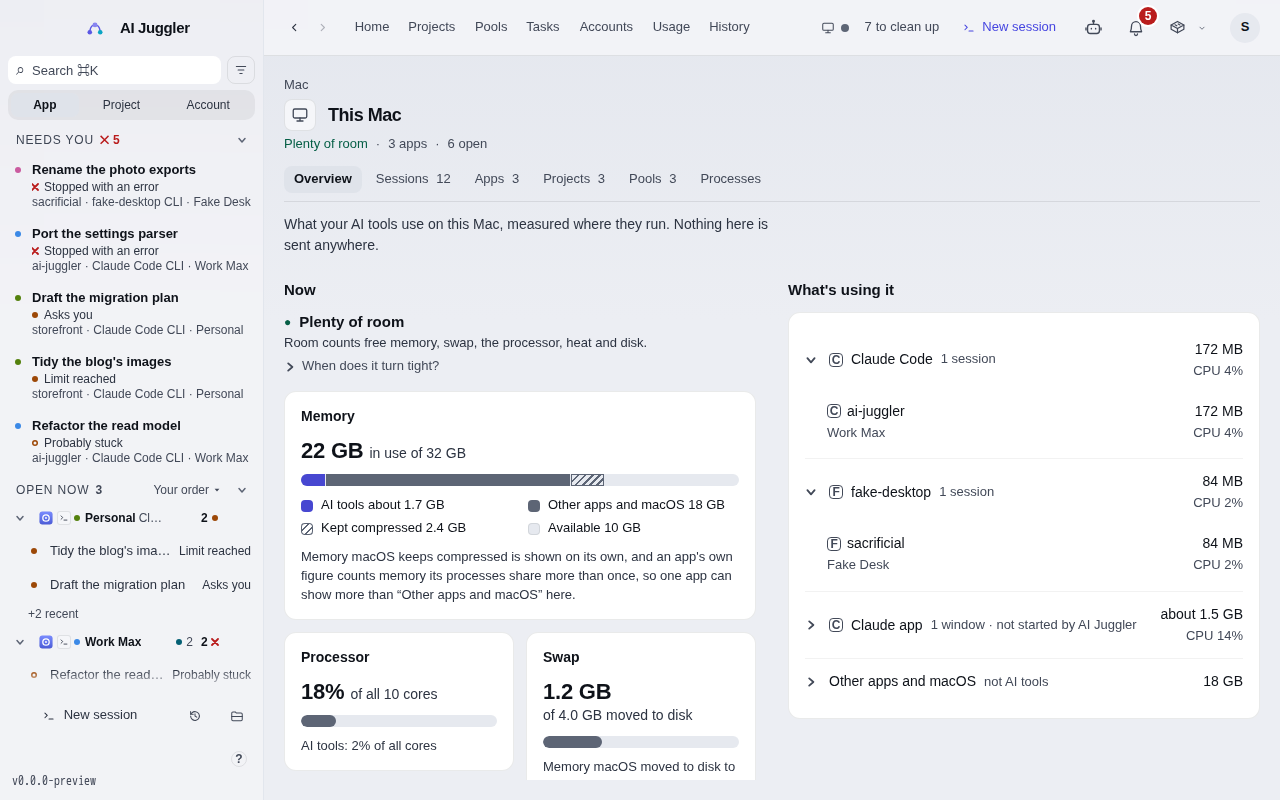 AI Juggler
Search ⌘K
App
Project
Account
NEEDS YOU 5
Rename the photo exports
Stopped with an error
sacrificial · fake-desktop CLI · Fake Desk
Port the settings parser
Stopped with an error
ai-juggler · Claude Code CLI · Work Max
Draft the migration plan
Asks you
storefront · Claude Code CLI · Personal
Tidy the blog's images
Limit reached
storefront · Claude Code CLI · Personal
Refactor the read model
Probably stuck
ai-juggler · Claude Code CLI · Work Max
OPEN NOW 3 Your order
Personal Cl… 2
Tidy the blog's ima… Limit reached
Draft the migration plan Asks you
+2 recent
Work Max 2 2
Refactor the read… Probably stuck
New session
?
v0.0.0-preview
Home Projects Pools Tasks Accounts Usage History
7 to clean up
New session
5
S
Mac
This Mac
Plenty of room · 3 apps · 6 open
Overview Sessions 12 Apps 3 Projects 3 Pools 3 Processes
What your AI tools use on this Mac, measured where they run. Nothing here is
sent anywhere.
Now
Plenty of room
Room counts free memory, swap, the processor, heat and disk.
When does it turn tight?
Memory
22 GB in use of 32 GB
AI tools about 1.7 GB
Other apps and macOS 18 GB
Kept compressed 2.4 GB
Available 10 GB
Memory macOS keeps compressed is shown on its own, and an app's own
figure counts memory its processes share more than once, so one app can
show more than “Other apps and macOS” here.
Processor
18% of all 10 cores
AI tools: 2% of all cores
Swap
1.2 GB
of 4.0 GB moved to disk
Memory macOS moved to disk to
What's using it
C Claude Code 1 session 172 MB
CPU 4%
C ai-juggler 172 MB
Work Max CPU 4%
F fake-desktop 1 session 84 MB
CPU 2%
F sacrificial 84 MB
Fake Desk CPU 2%
C Claude app 1 window · not started by AI Juggler about 1.5 GB
CPU 14%
Other apps and macOS not AI tools 18 GB